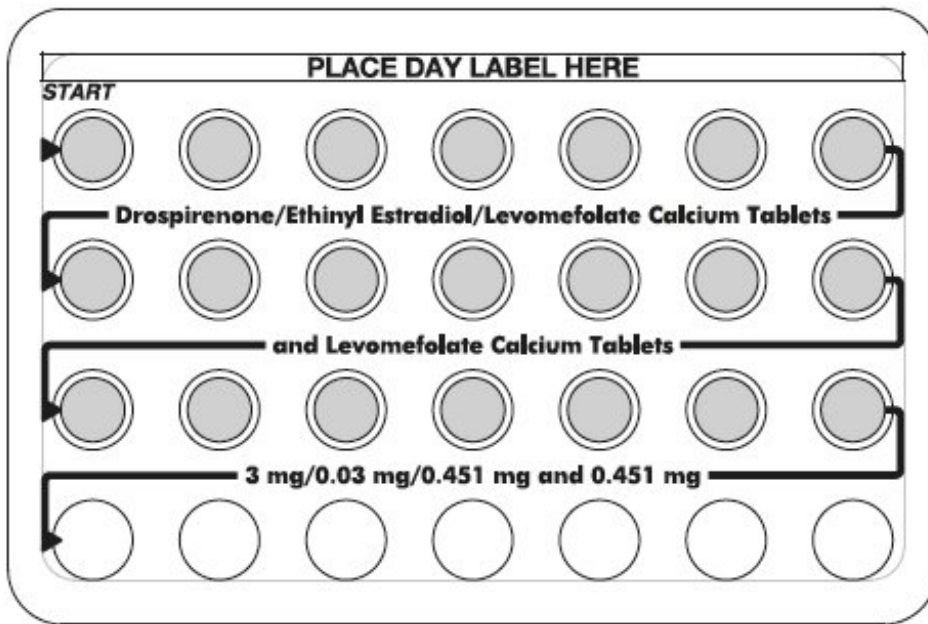 PLACE DAY LABEL HERE
START
Drospirenone/Ethinyl Estradiol/Levomefolate Calcium Tablets
and Levomefolate Calcium Tablets
3 mg/0.03 mg/0.451 mg and 0.451 mg